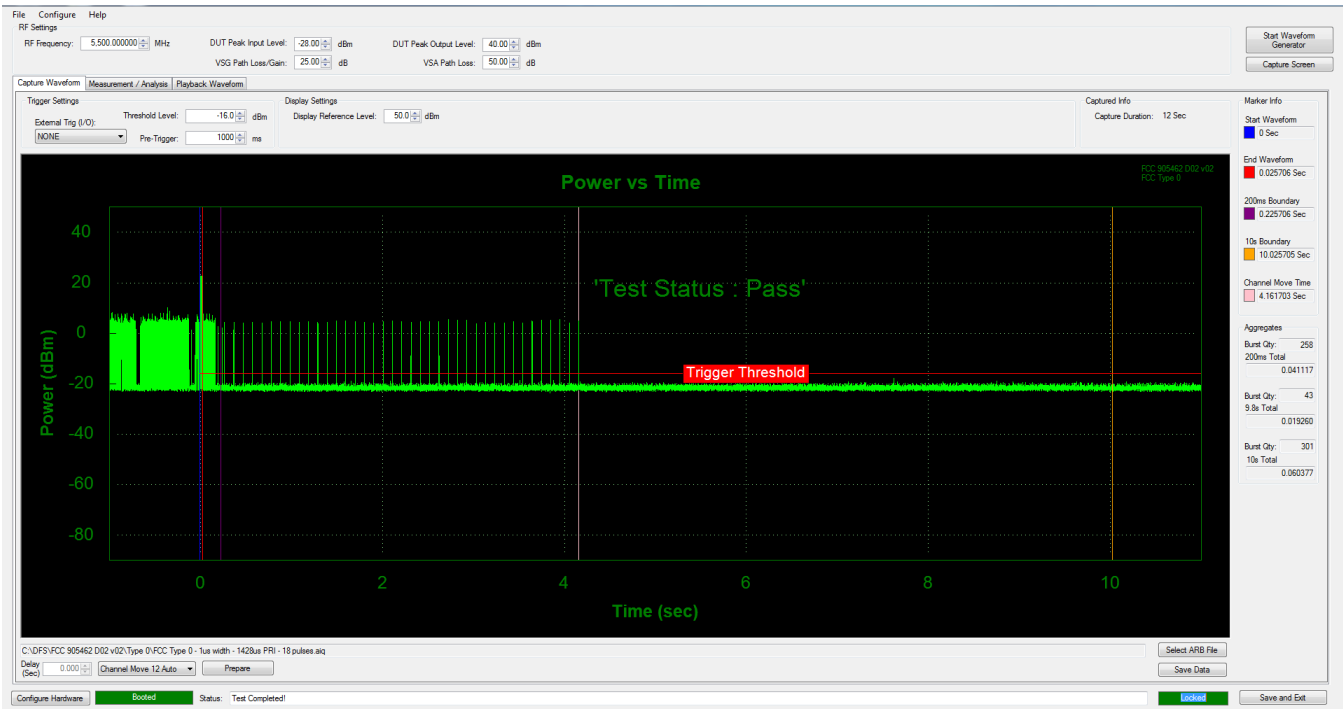 File Configure Help
RF Settings
RF Frequency: 5,500.000000 MHz DUT Peak Input Level: -28.00 dBm DUT Peak Output Level: 40.00 dBm
VSG Path Loss/Gain: 25.00 dB VSA Path Loss: 50.00 dB
Start Waveform
Generator
Capture Screen
Capture Waveform Measurement / Analysis Playback Waveform
Trigger Settings
External Trig (I/O):
NONE
Threshold Level: -16.0 dBm
Pre-Trigger: 1000 ms
Display Settings
Display Reference Level: 50.0 dBm
Captured Info
Capture Duration: 12 Sec
Power vs Time
FCC 905462 D02 v02
FCC Type 0
'Test Status : Pass'
Trigger Threshold
Power (dBm)
40
20
0
-20
-40
-60
-80
0 2 4 6 8 10
Time (sec)
Marker Info
Start Waveform
0 Sec
End Waveform
0.025706 Sec
200ms Boundary
0.225706 Sec
10s Boundary
10.025705 Sec
Channel Move Time
4.161703 Sec
Aggregates
Burst Qty: 258
200ms Total
0.041117
Burst Qty: 43
9.8s Total
0.019260
Burst Qty: 301
10s Total
0.060377
C:\DFS\FCC 905462 D02 v02\Type 0\FCC Type 0 - 1us width - 1428us PRI - 18 pulses.aiq
Select ARB File
Delay
(Sec) 0.000 Channel Move 12 Auto Prepare
Save Data
Configure Hardware Booted Status: Test Completed! Locked Save and Exit